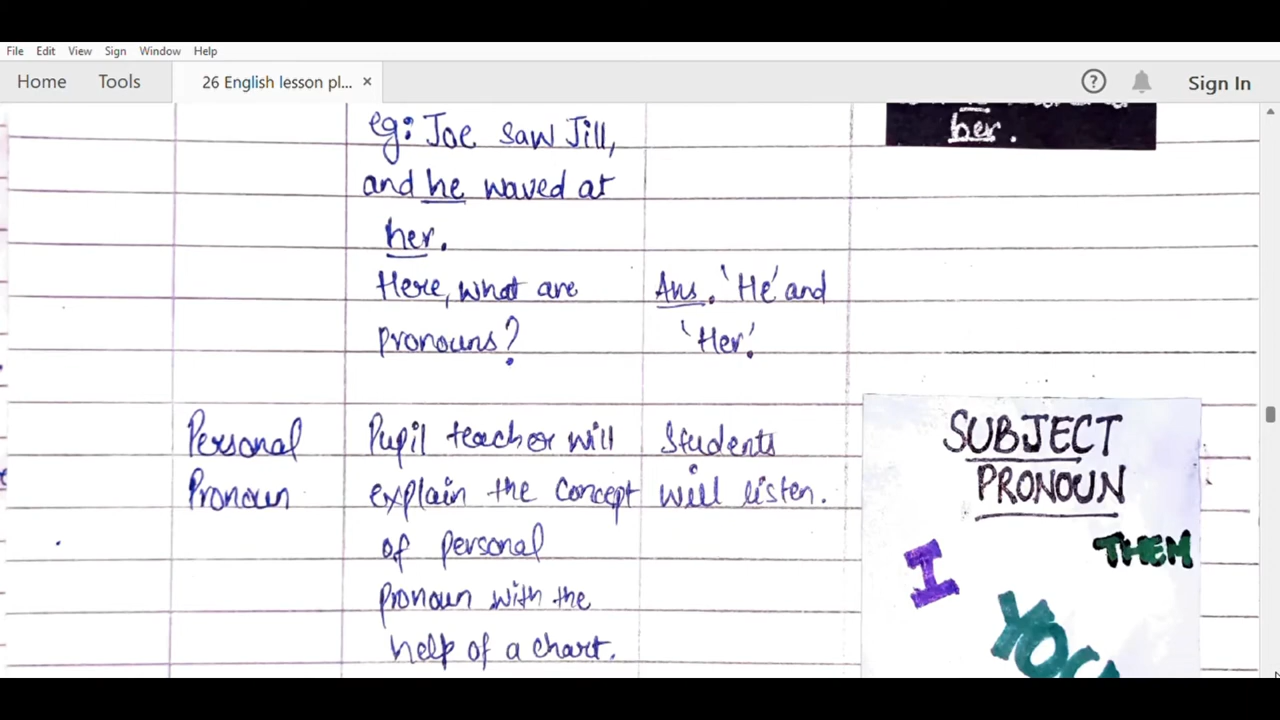 File Edit View Sign Window Help
Home Tools 26 English lesson pl... × Sign In
eg: Joe saw Jill,
and he waved at
her.
her.
Here, what are
pronouns?
Ans. 'He' and
'Her'.
Personal
Pronoun
Pupil teacher will
explain the concept
of personal
pronoun with the
help of a chart.
Students
will listen.
SUBJECT
PRONOUN
THEM
I
YOU